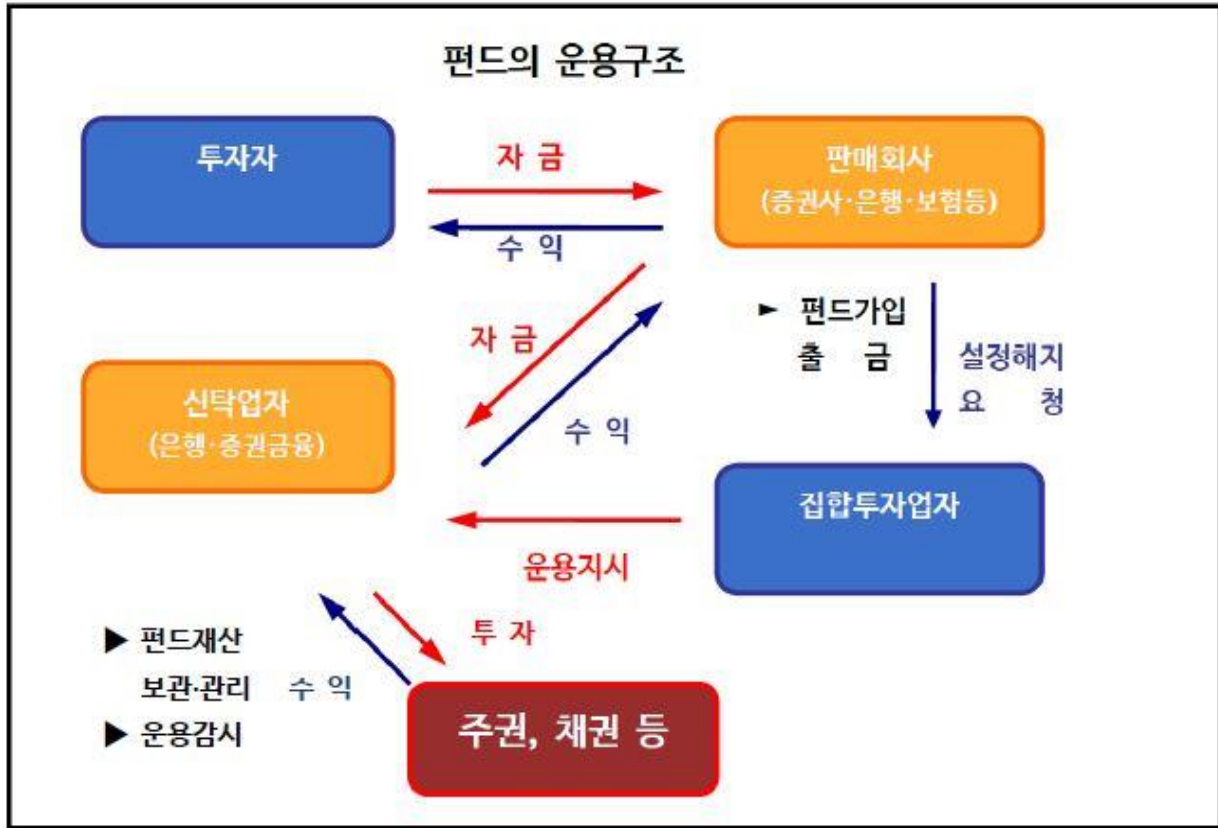 펀드의 운용구조
투자자
자 금
수 익
판매회사
(증권사·은행·보험등)
자 금
수 익
► 펀드가입
출 금
설정해지
요 청
신탁업자
(은행·증권금융)
집합투자업자
운용지시
투 자
▶ 펀드재산
보관·관리
수 익
▶ 운용감시
주권, 채권 등